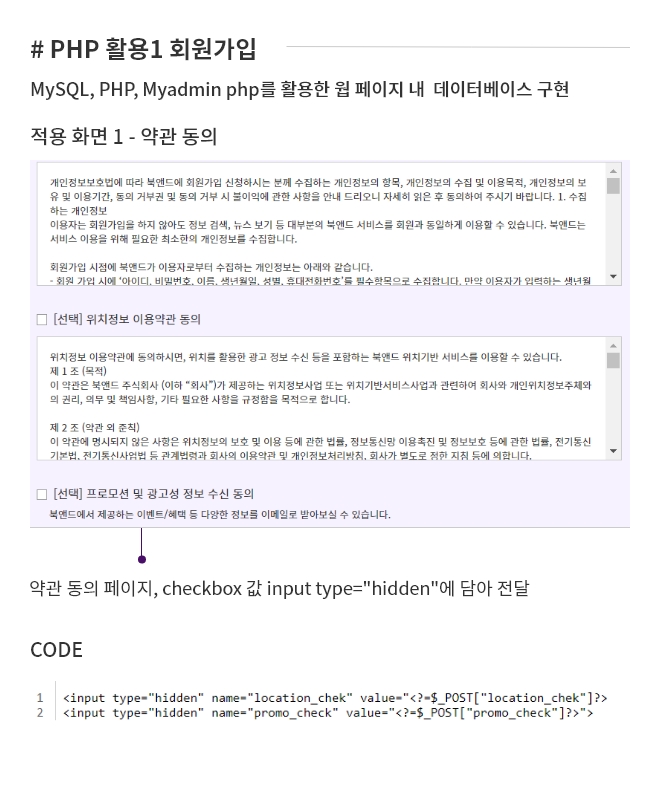 # PHP 활용1 회원가입
MySQL, PHP, Myadmin php를 활용한 웝 페이지 내 데이터베이스 구현
적용 화면 1 - 약관 동의
개인정보보호법에 따라 북앤드에 회원가입 신청하시는 분께 수집하는 개인정보의 항목, 개인정보의 수집 및 이용목적, 개인정보의 보
유 및 이용기간, 동의 거부권 및 동의 거부 시 불이익에 관한 사항을 안내 드리오니 자세히 읽은 후 동의하여 주시기 바랍니다. 1. 수집
하는 개인정보
이용자는 회원가입을 하지 않아도 정보 검색, 뉴스 보기 등 대부분의 북앤드 서비스를 회원과 동일하게 이용할 수 있습니다. 북앤드는
서비스 이용을 위해 필요한 최소한의 개인정보를 수집합니다.
회원가입 시점에 북앤드가 이용자로부터 수집하는 개인정보는 아래와 같습니다.
- 회원 가입 시에 '아이디, 비밀번호, 이름, 생년월일, 성별, 휴대전화번호'를 필수항목으로 수집합니다. 만약 이용자가 입력하는 생년월
[선택] 위치정보 이용약관 동의
위치정보 이용약관에 동의하시면, 위치를 활용한 광고 정보 수신 등을 포함하는 북앤드 위치기반 서비스를 이용할 수 있습니다.
제 1 조 (목적)
이 약관은 북앤드 주식회사 (이하 “회사”)가 제공하는 위치정보사업 또는 위치기반서비스사업과 관련하여 회사와 개인위치정보주체와
의 권리, 의무 및 책임사항, 기타 필요한 사항을 규정함을 목적으로 합니다.
제 2 조 (약관 외 준칙)
이 약관에 명시되지 않은 사항은 위치정보의 보호 및 이용 등에 관한 법률, 정보통신망 이용촉진 및 정보보호 등에 관한 법률, 전기통신
기본법, 전기통신사업법 등 관계법령과 회사의 이용약관 및 개인정보처리방침, 회사가 별도로 정한 지침 등에 의합니다.
[선택] 프로모션 및 광고성 정보 수신 동의
북앤드에서 제공하는 이벤트/혜택 등 다양한 정보를 이메일로 받아보실 수 있습니다.
약관 동의 페이지, checkbox 값 input type="hidden"에 담아 전달
CODE
1 <input type="hidden" name="location_chek" value="<?=$_POST["location_chek"]?>
2 <input type="hidden" name="promo_check" value="<?=$_POST["promo_check"]?>">